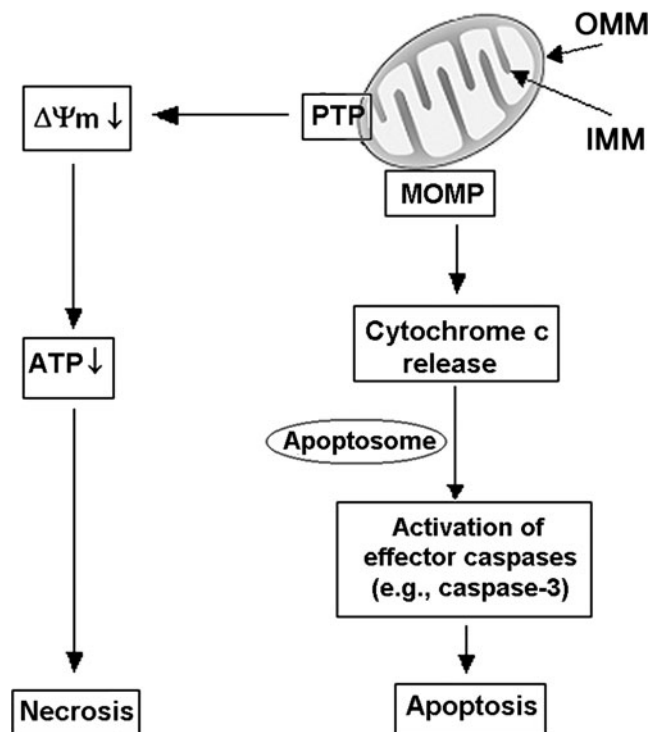 OMM
ΔΨm ↓
PTP
IMM
MOMP
Cytochrome c
release
ATP ↓
Apoptosome
Activation of
effector caspases
(e.g., caspase-3)
Necrosis
Apoptosis